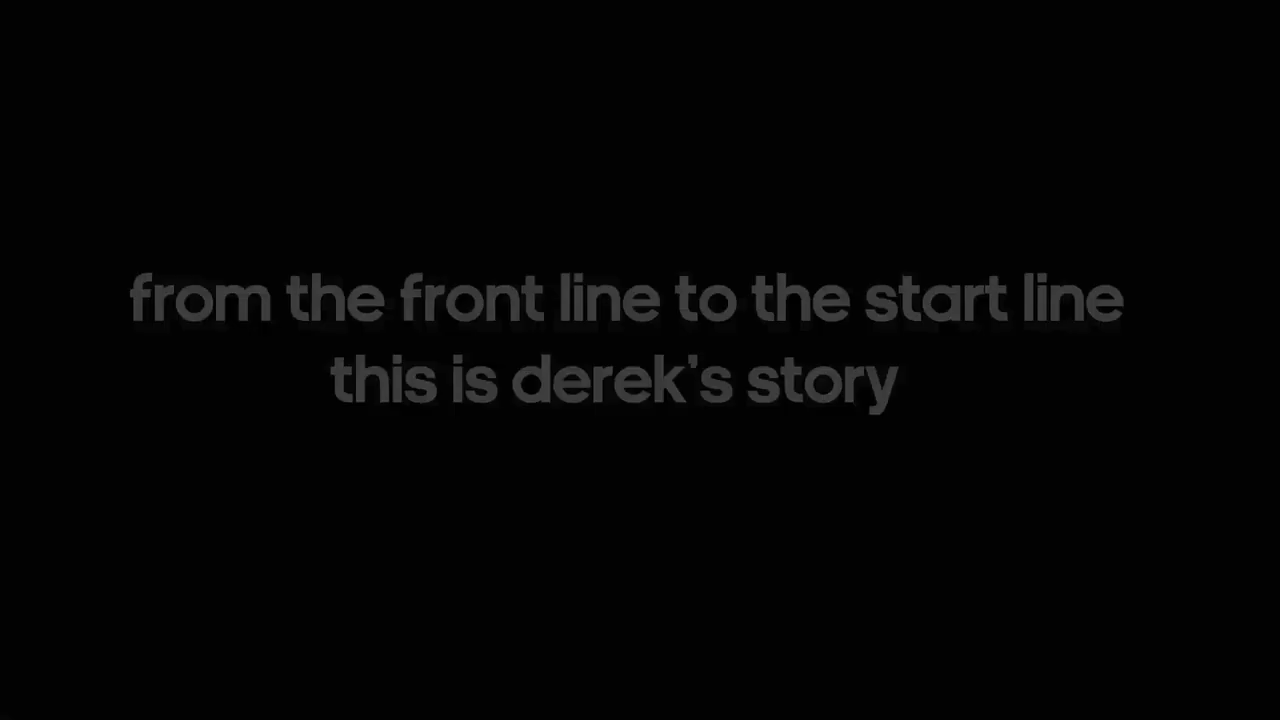 from the front line to the start line
this is derek's story